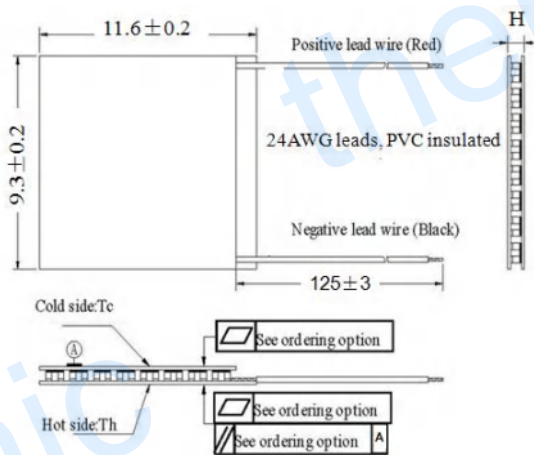 11.6±0.2
H
Positive lead wire (Red)
9.3±0.2
24AWG leads, PVC insulated
Negative lead wire (Black)
125±3
Cold side:Tc
A
See ordering option
See ordering option
Hot side:Th
See ordering option A